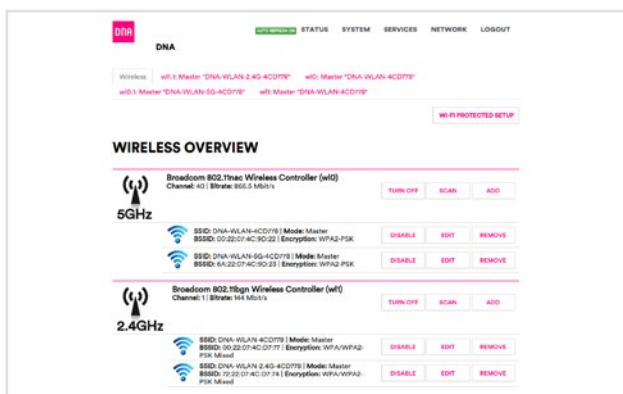 DNA
AUTO REFRESH ON STATUS SYSTEM SERVICES NETWORK LOGOUT
DNA
Wireless wl1.1: Master "DNA-WLAN-2.4G-4CD778" wl0: Master "DNA-WLAN-4CD778"
wl0.1: Master "DNA-WLAN-5G-4CD778" wl1: Master "DNA-WLAN-4CD778"
WI-FI PROTECTED SETUP
WIRELESS OVERVIEW
Broadcom 802.11nac Wireless Controller (wl0)
Channel: 40 | Bitrate: 866.5 Mbit/s
TURN OFF SCAN ADD
5GHz
SSID: DNA-WLAN-4CD778 | Mode: Master
BSSID: 00:22:07:4C:9D:22 | Encryption: WPA2-PSK
DISABLE EDIT REMOVE
SSID: DNA-WLAN-5G-4CD778 | Mode: Master
BSSID: 6A:22:07:4C:9D:23 | Encryption: WPA2-PSK
DISABLE EDIT REMOVE
Broadcom 802.11bgn Wireless Controller (wl1)
Channel: 1 | Bitrate: 144 Mbit/s
TURN OFF SCAN ADD
2.4GHz
SSID: DNA-WLAN-4CD778 | Mode: Master
BSSID: 00:22:07:4C:D7:77 | Encryption: WPA/WPA2-
PSK Mixed
DISABLE EDIT REMOVE
SSID: DNA-WLAN-2.4G-4CD778 | Mode: Master
BSSID: 72:22:07:4C:D7:74 | Encryption: WPA/WPA2-
PSK Mixed
DISABLE EDIT REMOVE